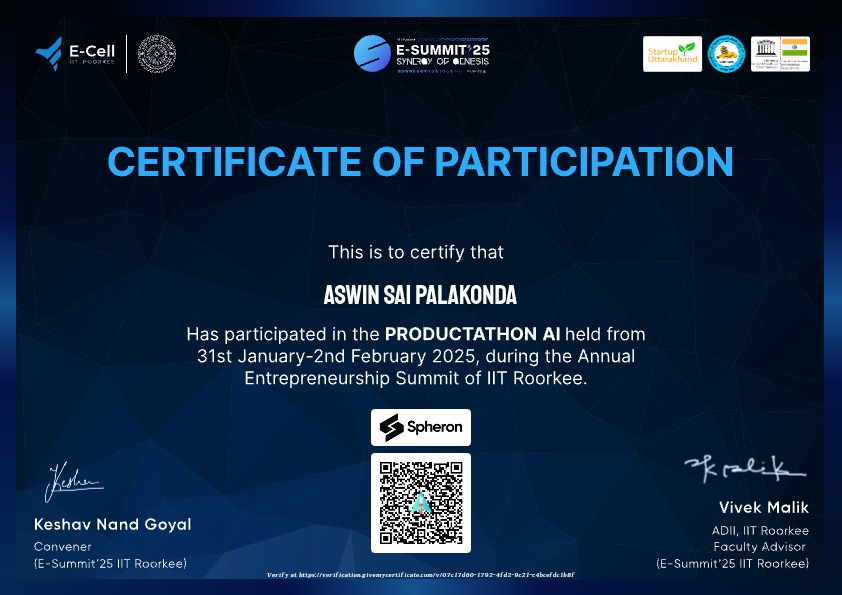 E-Cell
IIT ROORKEE
E-SUMMIT'25
SYNERGY OF GENESIS
Startup
Uttarakhand
CERTIFICATE OF PARTICIPATION
This is to certify that
ASWIN SAI PALAKONDA
Has participated in the PRODUCTATHON AI held from
31st January-2nd February 2025, during the Annual
Entrepreneurship Summit of IIT Roorkee.
Spheron
Keshav Nand Goyal
Convener
(E-Summit'25 IIT Roorkee)
Vivek Malik
ADII, IIT Roorkee
Faculty Advisor
(E-Summit'25 IIT Roorkee)
Verify at https://verification.givemycertificate.com/v/07c17d60-1792-4fd2-9c21-c4bcefdc1b8f